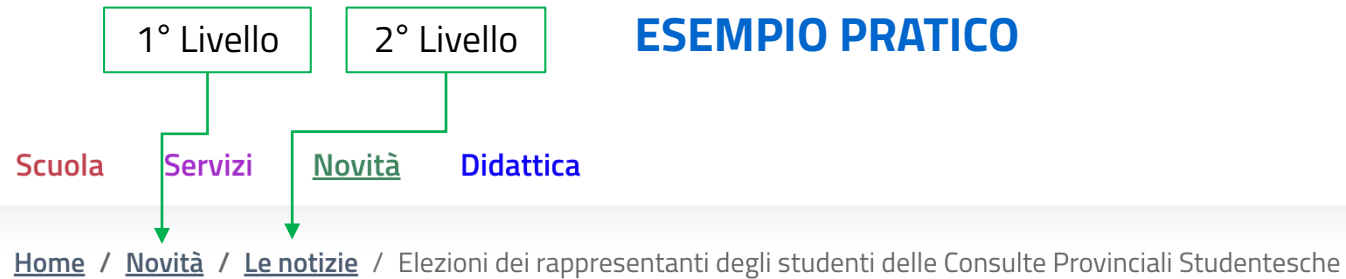 1° Livello 2° Livello ESEMPIO PRATICO
Scuola Servizi Novità Didattica
Home / Novità / Le notizie / Elezioni dei rappresentanti degli studenti delle Consulte Provinciali Studentesche